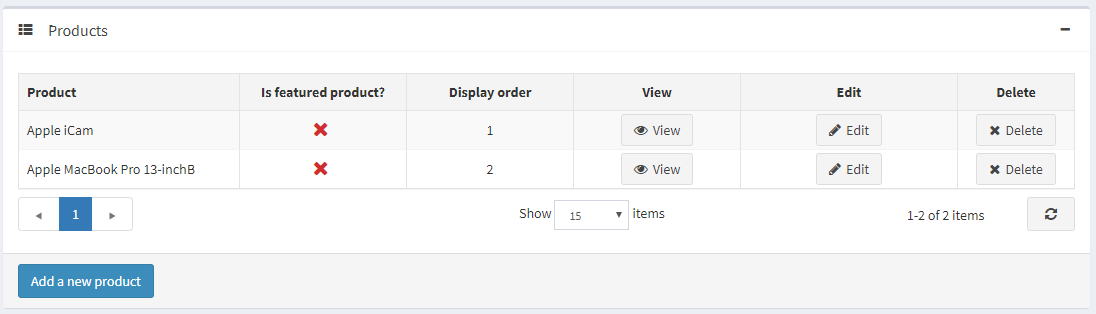 Products
Product Is featured product? Display order View Edit Delete
Apple iCam 1 View Edit Delete
Apple MacBook Pro 13-inchB 2 View Edit Delete
1 Show 15 items 1-2 of 2 items
Add a new product